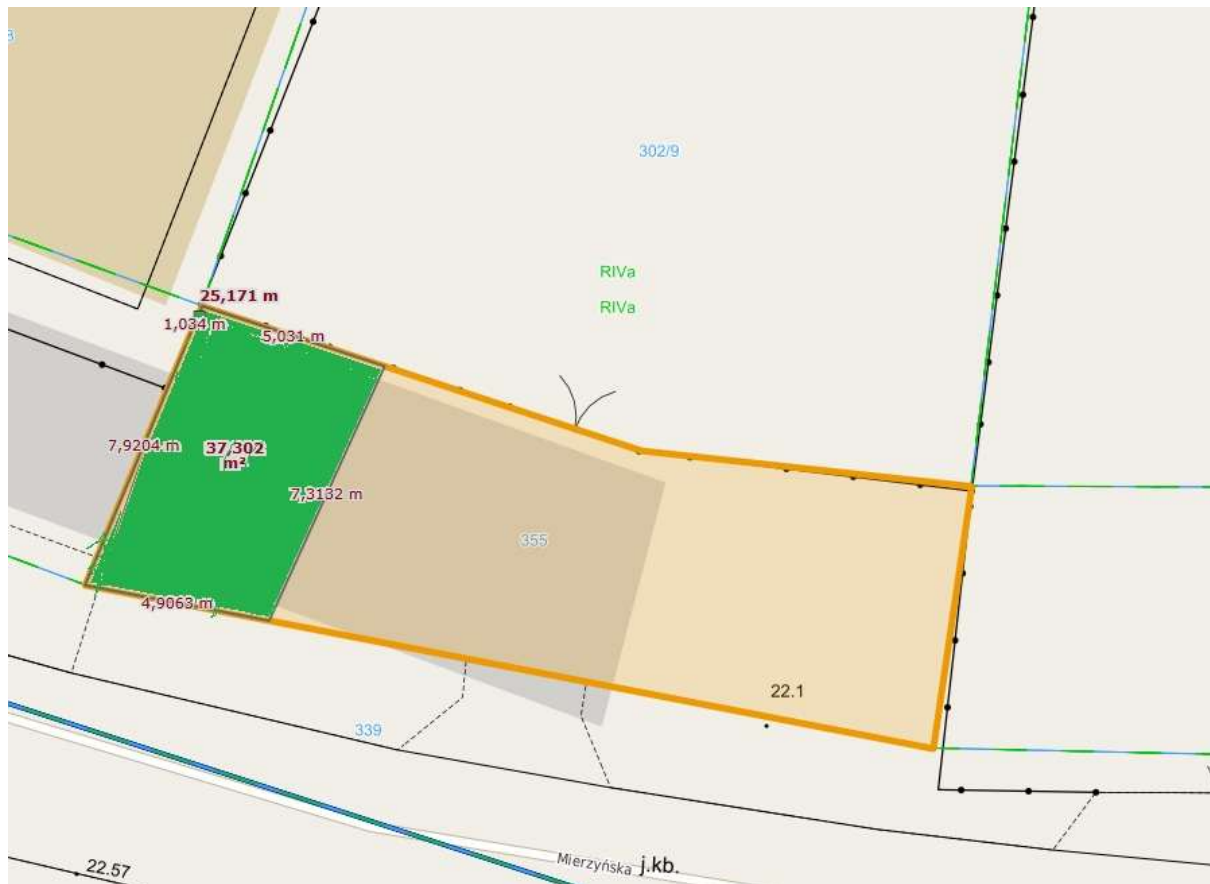 302/9
RIVa
RIVa
25,171 m
1,034 m
5,031 m
7,9204 m
37,302
m²
7,3132 m
355
4,9063 m
22.1
339
Mierzyńska j.kb.
22.57